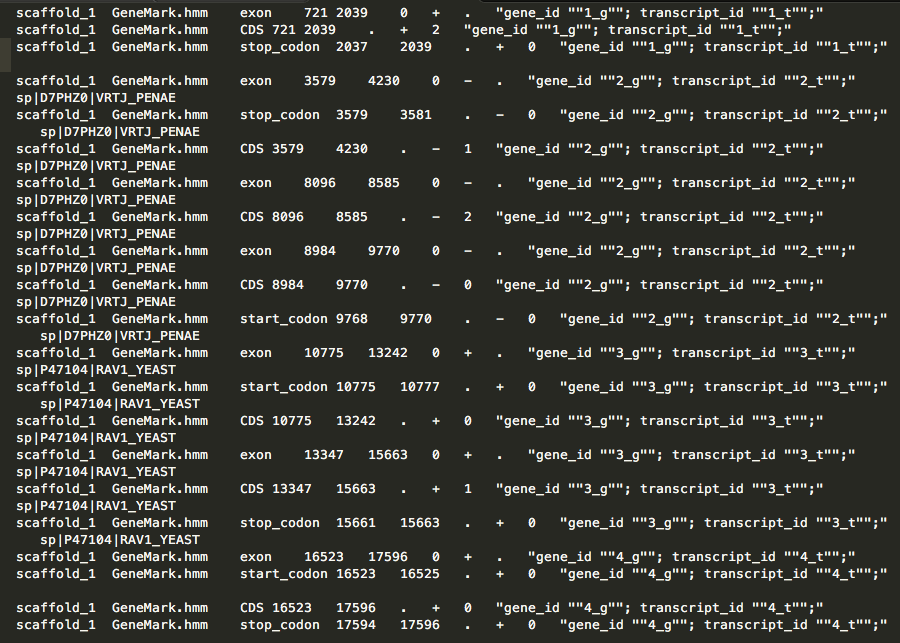 scaffold_1  GeneMark.hmm    exon    721 2039    0   +   .   "gene_id ""1_g""; transcript_id ""1_t"";"
scaffold_1  GeneMark.hmm    CDS 721 2039    .   +   2   "gene_id ""1_g""; transcript_id ""1_t"";"
scaffold_1  GeneMark.hmm    stop_codon  2037    2039    .   +   0   "gene_id ""1_g""; transcript_id ""1_t"";"
scaffold_1  GeneMark.hmm    exon    3579    4230    0   –   .   "gene_id ""2_g""; transcript_id ""2_t"";"
sp|D7PHZ0|VRTJ_PENAE
scaffold_1  GeneMark.hmm    stop_codon  3579    3581    .   –   0   "gene_id ""2_g""; transcript_id ""2_t"";"
sp|D7PHZ0|VRTJ_PENAE
scaffold_1  GeneMark.hmm    CDS 3579    4230    .   –   1   "gene_id ""2_g""; transcript_id ""2_t"";"
sp|D7PHZ0|VRTJ_PENAE
scaffold_1  GeneMark.hmm    exon    8096    8585    0   –   .   "gene_id ""2_g""; transcript_id ""2_t"";"
sp|D7PHZ0|VRTJ_PENAE
scaffold_1  GeneMark.hmm    CDS 8096    8585    .   –   2   "gene_id ""2_g""; transcript_id ""2_t"";"
sp|D7PHZ0|VRTJ_PENAE
scaffold_1  GeneMark.hmm    exon    8984    9770    0   –   .   "gene_id ""2_g""; transcript_id ""2_t"";"
sp|D7PHZ0|VRTJ_PENAE
scaffold_1  GeneMark.hmm    CDS 8984    9770    .   –   0   "gene_id ""2_g""; transcript_id ""2_t"";"
sp|D7PHZ0|VRTJ_PENAE
scaffold_1  GeneMark.hmm    start_codon 9768    9770    .   –   0   "gene_id ""2_g""; transcript_id ""2_t"";"
sp|D7PHZ0|VRTJ_PENAE
scaffold_1  GeneMark.hmm    exon    10775   13242   0   +   .   "gene_id ""3_g""; transcript_id ""3_t"";"
sp|P47104|RAV1_YEAST
scaffold_1  GeneMark.hmm    start_codon 10775   10777   .   +   0   "gene_id ""3_g""; transcript_id ""3_t"";"
sp|P47104|RAV1_YEAST
scaffold_1  GeneMark.hmm    CDS 10775   13242   .   +   0   "gene_id ""3_g""; transcript_id ""3_t"";"
sp|P47104|RAV1_YEAST
scaffold_1  GeneMark.hmm    exon    13347   15663   0   +   .   "gene_id ""3_g""; transcript_id ""3_t"";"
sp|P47104|RAV1_YEAST
scaffold_1  GeneMark.hmm    CDS 13347   15663   .   +   1   "gene_id ""3_g""; transcript_id ""3_t"";"
sp|P47104|RAV1_YEAST
scaffold_1  GeneMark.hmm    stop_codon  15661   15663   .   +   0   "gene_id ""3_g""; transcript_id ""3_t"";"
sp|P47104|RAV1_YEAST
scaffold_1  GeneMark.hmm    exon    16523   17596   0   +   .   "gene_id ""4_g""; transcript_id ""4_t"";"
scaffold_1  GeneMark.hmm    start_codon 16523   16525   .   +   0   "gene_id ""4_g""; transcript_id ""4_t"";"
scaffold_1  GeneMark.hmm    CDS 16523   17596   .   +   0   "gene_id ""4_g""; transcript_id ""4_t"";"
scaffold_1  GeneMark.hmm    stop_codon  17594   17596   .   +   0   "gene_id ""4_g""; transcript_id ""4_t"";"